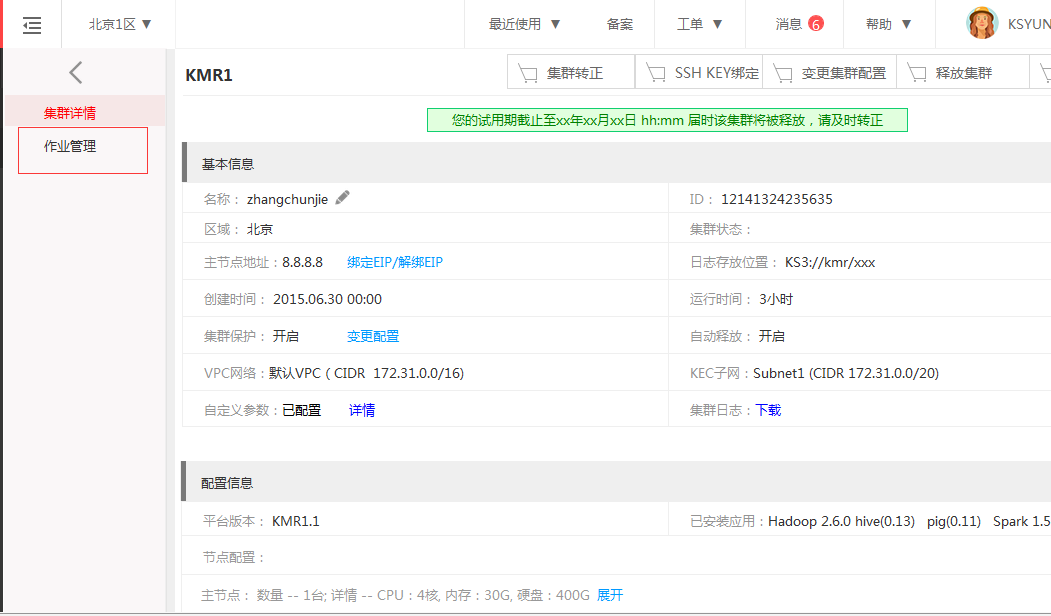 北京1区 ▼ 最近使用 ▼ 备案 工单 ▼ 消息 6 帮助 ▼ KSYUN
KMR1 集群转正 SSH KEY绑定 变更集群配置 释放集群
集群详情
作业管理
您的试用期截止至xx年xx月xx日 hh:mm 届时该集群将被释放，请及时转正
基本信息
名称： zhangchunjie ID： 12141324235635
区域： 北京 集群状态：
主节点地址：8.8.8.8 绑定EIP/解绑EIP 日志存放位置： KS3://kmr/xxx
创建时间： 2015.06.30 00:00 运行时间： 3小时
集群保护： 开启 变更配置 自动释放： 开启
VPC网络：默认VPC ( CIDR 172.31.0.0/16) KEC子网：Subnet1 (CIDR 172.31.0.0/20)
自定义参数：已配置 详情 集群日志：下载
配置信息
平台版本： KMR1.1 已安装应用：Hadoop 2.6.0 hive(0.13) pig(0.11) Spark 1.5
节点配置：
主节点： 数量 -- 1台; 详情 -- CPU：4核, 内存：30G, 硬盘：400G 展开